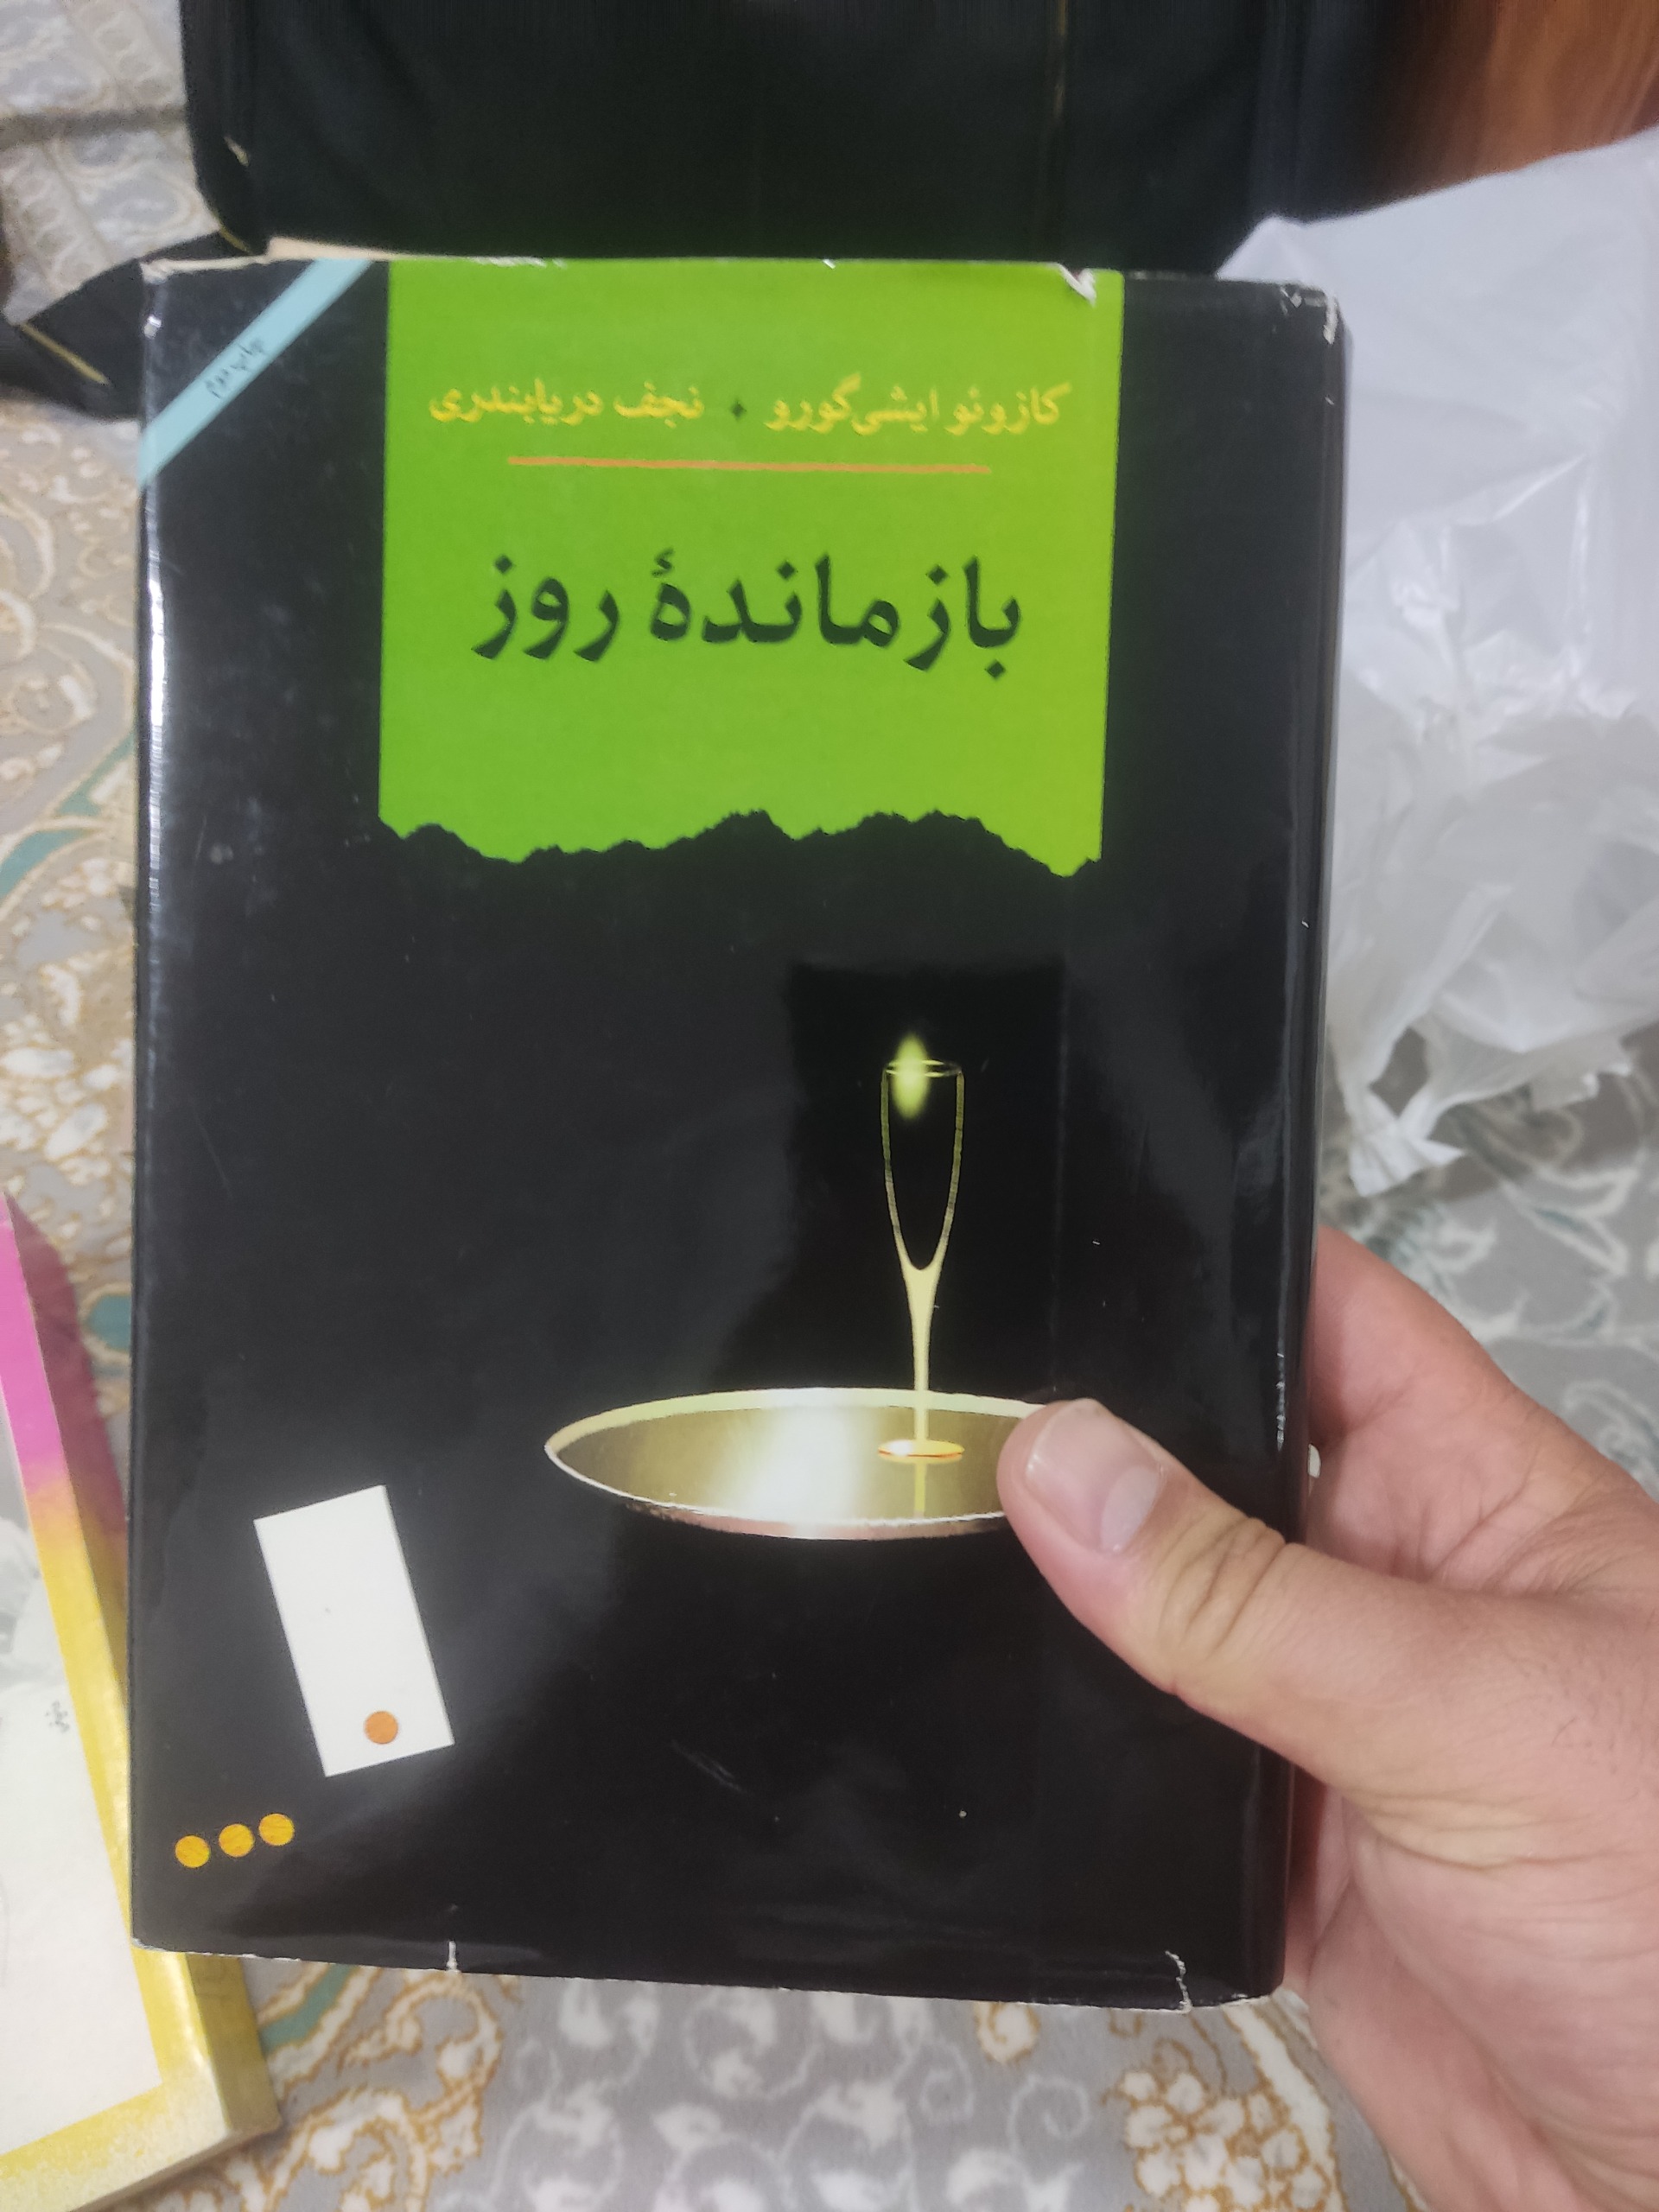 کازوئو ایشی‌گورو ✦ نجف دریابندری
بازماندهٔ روز